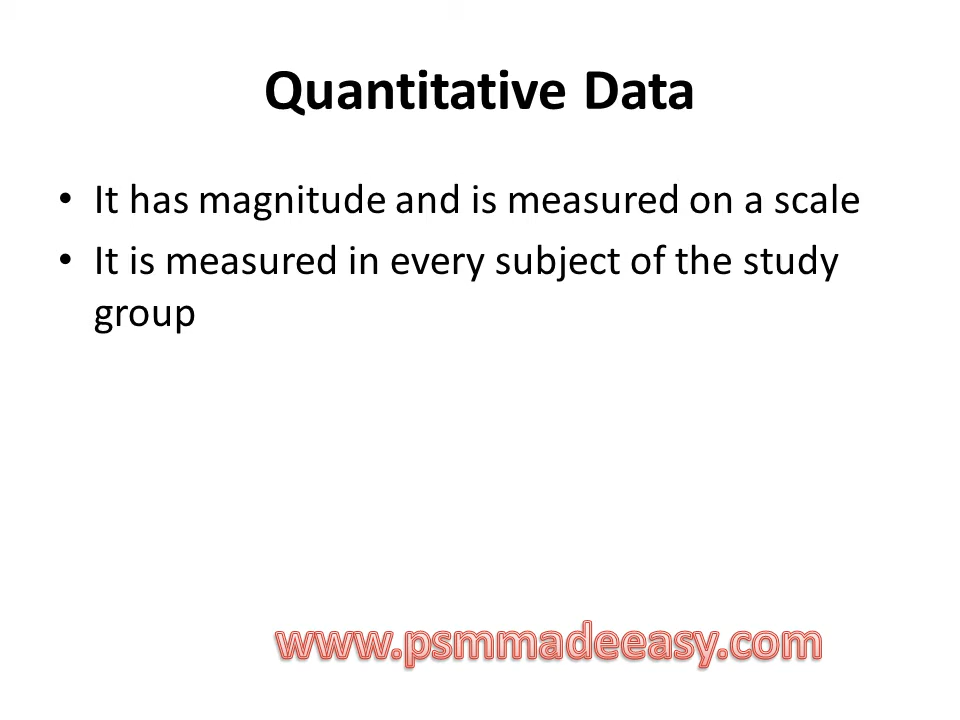 Quantitative Data
• It has magnitude and is measured on a scale
• It is measured in every subject of the study
group
www.psmmadeeasy.com